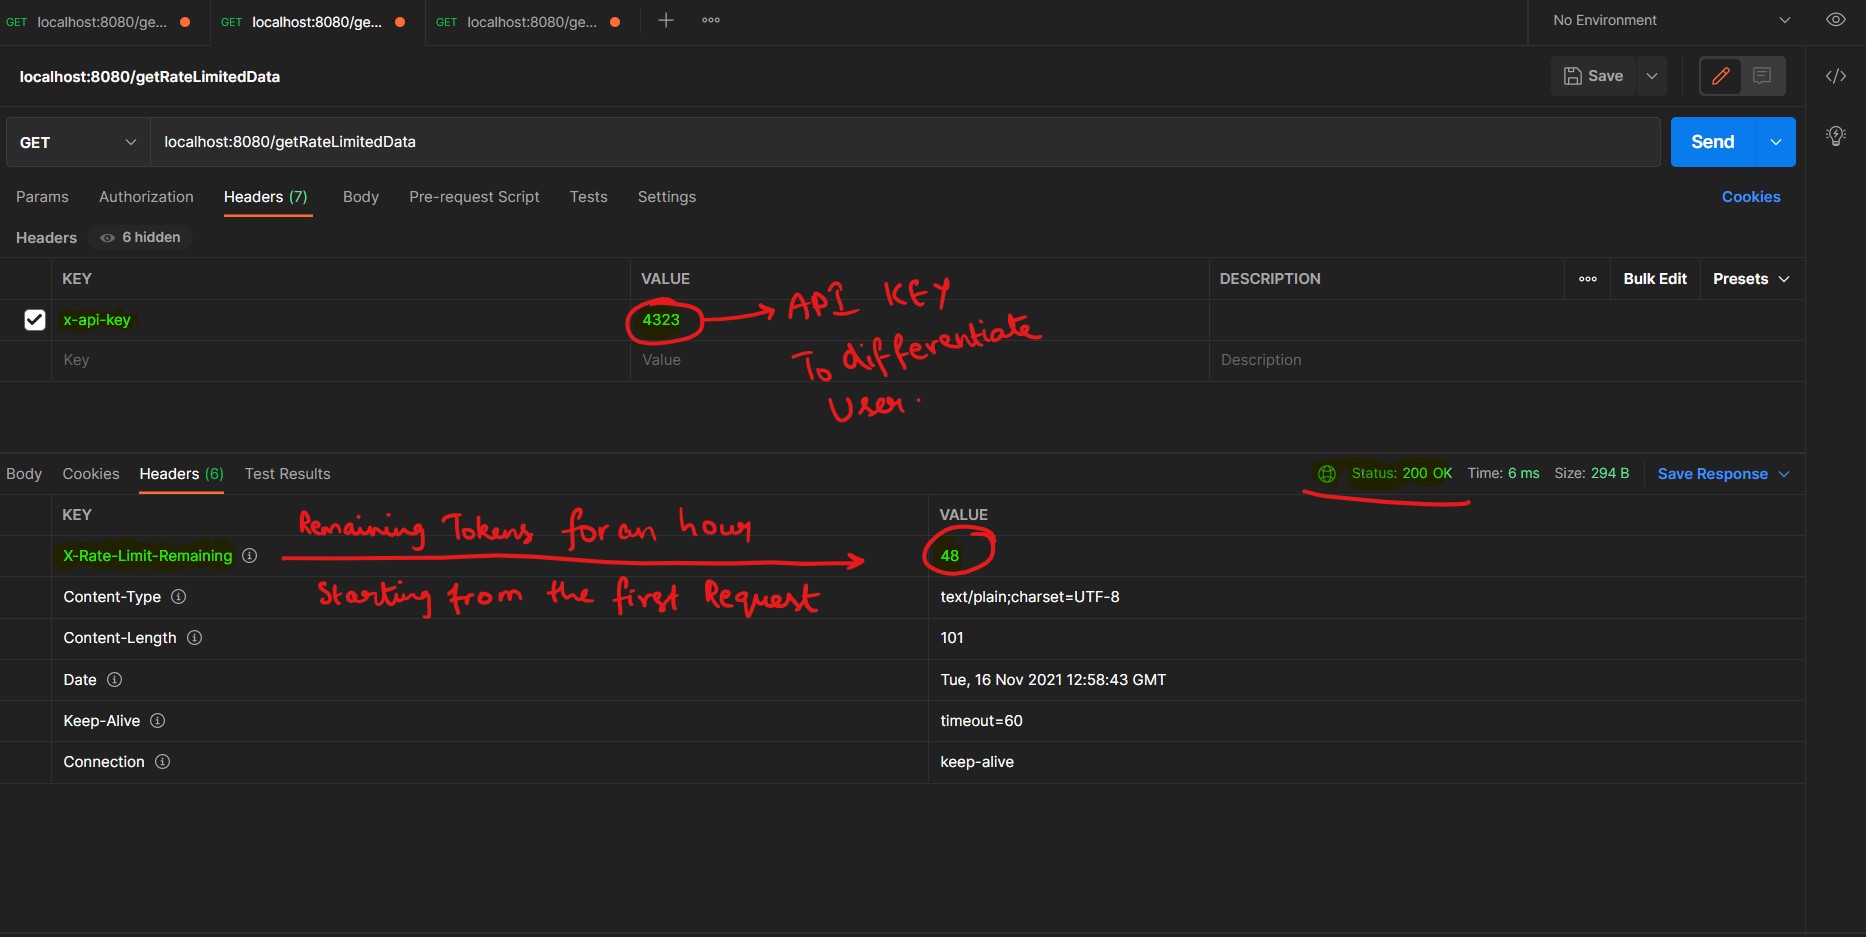 GET localhost:8080/ge... GET localhost:8080/ge... GET localhost:8080/ge... No Environment
localhost:8080/getRateLimitedData Save
GET localhost:8080/getRateLimitedData Send
Params Authorization Headers (7) Body Pre-request Script Tests Settings Cookies
Headers 6 hidden
KEY VALUE DESCRIPTION Bulk Edit Presets
x-api-key 4323
API KEY
Key Value Description
To differentiate
User.
Body Cookies Headers (6) Test Results Status: 200 OK Time: 6 ms Size: 294 B Save Response
KEY VALUE
Remaining Tokens for an hour
X-Rate-Limit-Remaining 48
Starting from the first Request
Content-Type text/plain;charset=UTF-8
Content-Length 101
Date Tue, 16 Nov 2021 12:58:43 GMT
Keep-Alive timeout=60
Connection keep-alive